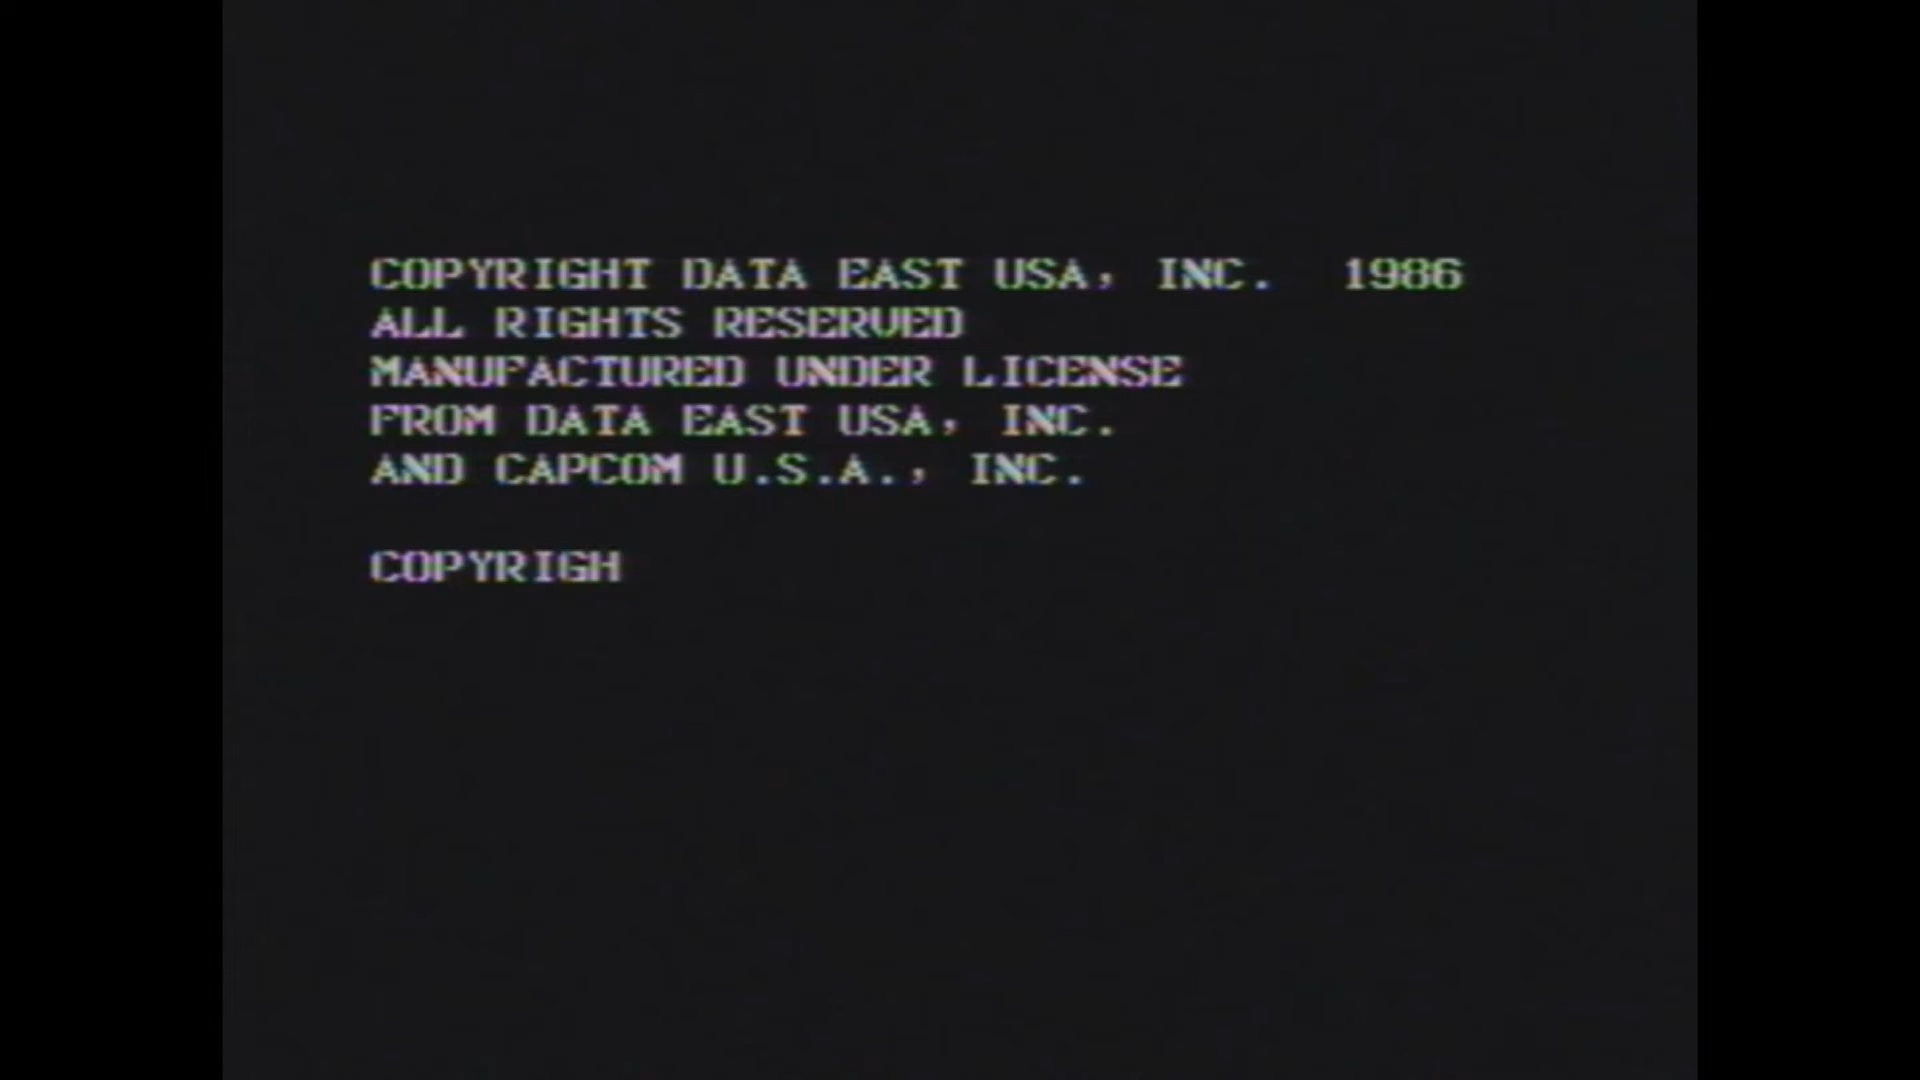 COPYRIGHT DATA EAST USA, INC. 1986
ALL RIGHTS RESERVED
MANUFACTURED UNDER LICENSE
FROM DATA EAST USA, INC.
AND CAPCOM U.S.A., INC.
COPYRIGH